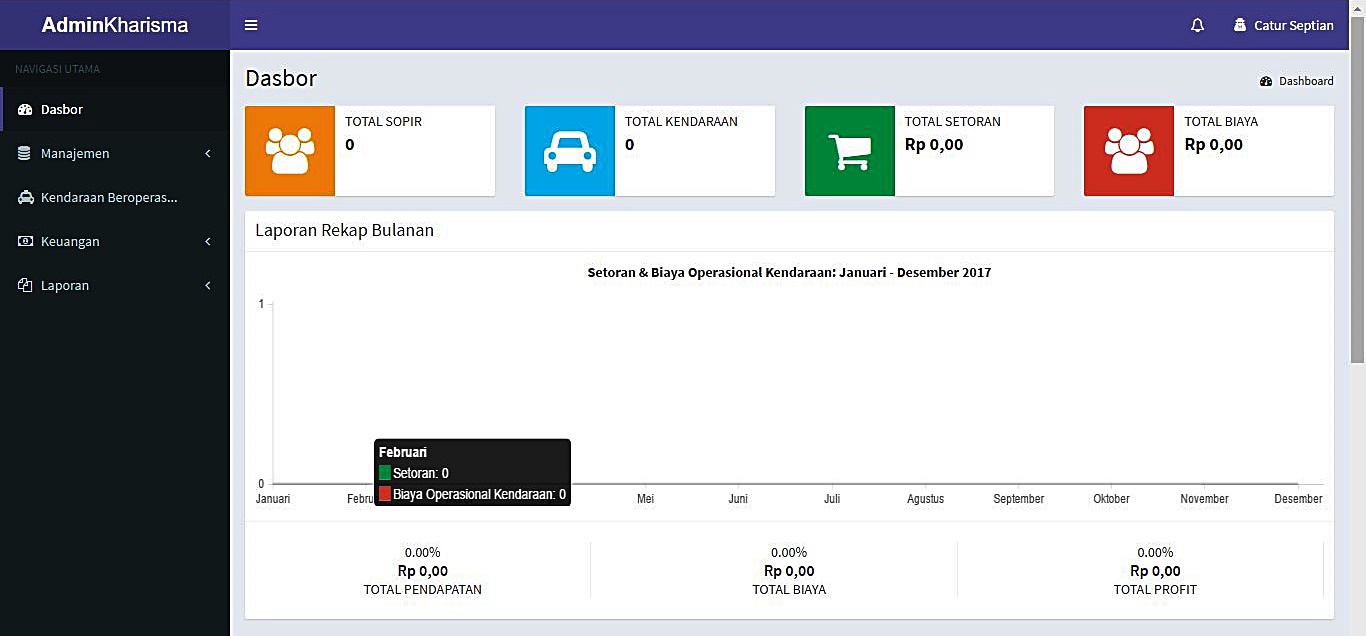 AdminKharisma
Catur Septian
NAVIGASI UTAMA
Dasbor
Manajemen
Kendaraan Beroperas...
Keuangan
Laporan
Dasbor
Dashboard
TOTAL SOPIR
0
TOTAL KENDARAAN
0
TOTAL SETORAN
Rp 0,00
TOTAL BIAYA
Rp 0,00
Laporan Rekap Bulanan
Setoran & Biaya Operasional Kendaraan: Januari - Desember 2017
1
0
Februari
Setoran: 0
Biaya Operasional Kendaraan: 0
Januari Febru Mei Juni Juli Agustus September Oktober November Desember
0.00%
Rp 0,00
TOTAL PENDAPATAN
0.00%
Rp 0,00
TOTAL BIAYA
0.00%
Rp 0,00
TOTAL PROFIT